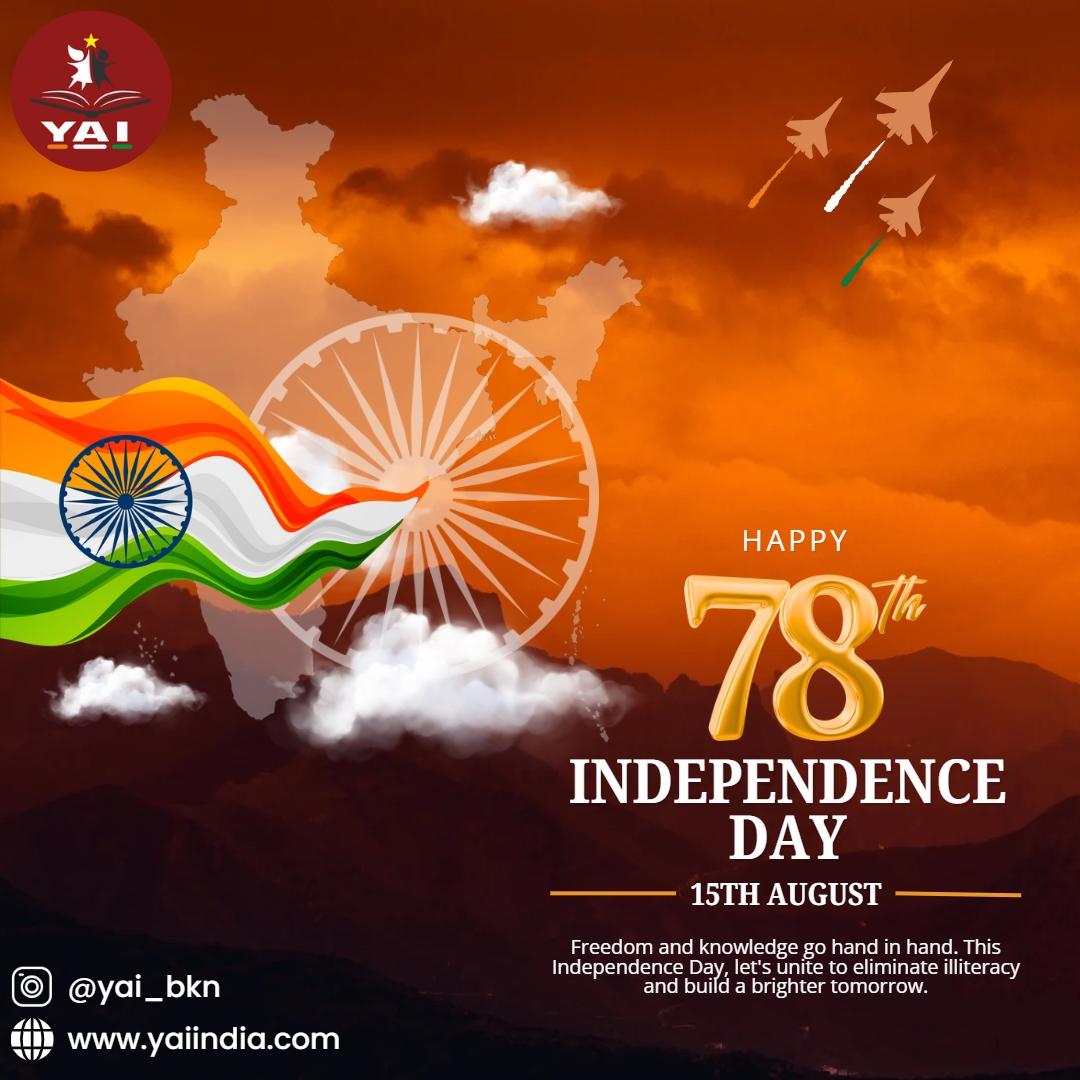 YAI
HAPPY
78th
INDEPENDENCE
DAY
15TH AUGUST
Freedom and knowledge go hand in hand. This
Independence Day, let's unite to eliminate illiteracy
and build a brighter tomorrow.
@yai_bkn
www.yaiindia.com